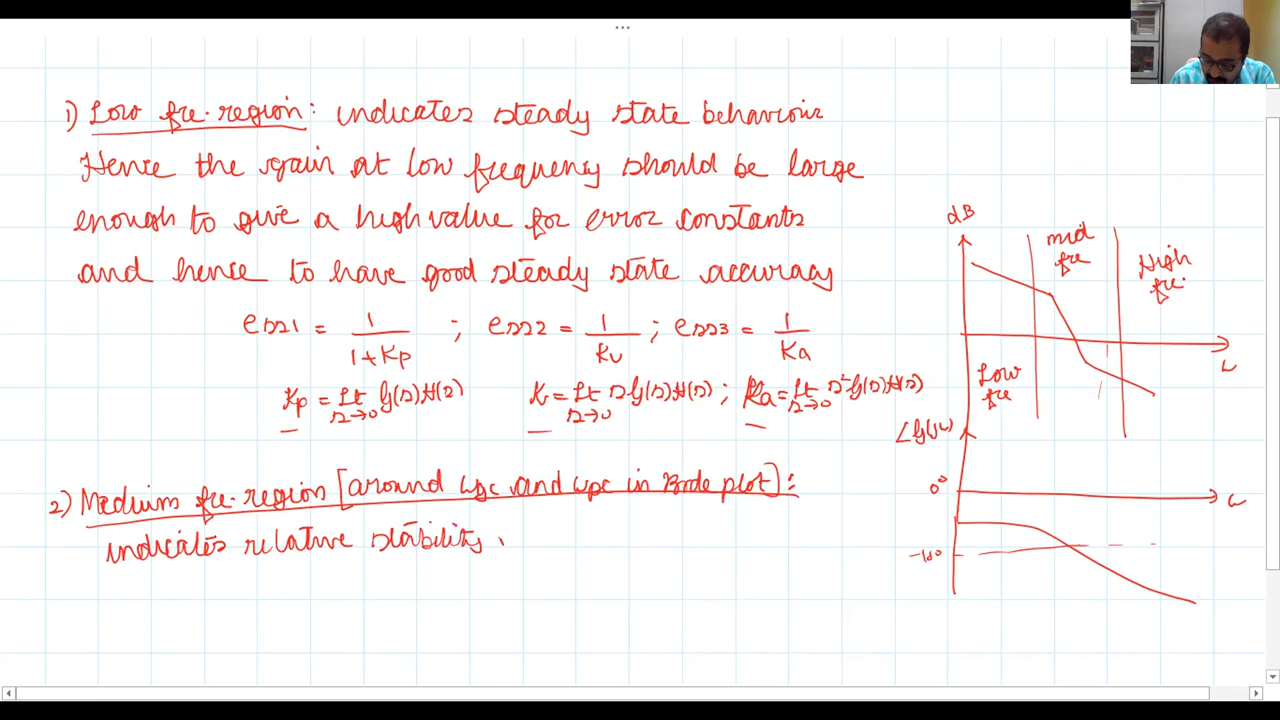 1) Low fre. region: indicates steady state behaviour
Hence the gain at low frequency should be large
enough to give a high value for error constants
and hence to have good steady state accuracy
ess1 = 1/(1+Kp) ; ess2 = 1/Kv ; ess3 = 1/Ka
Kp = Lt s→0 G(s)H(s) K = Lt s→0 s G(s)H(s) ; Ka = Lt s→0 s² G(s)H(s)
2) Medium fre. region [around ωgc and ωpc in Bode plot]:
indicates relative stability.
dB
mid
fre
High
fre.
Low
fre
ω
∠G(jω)
0°
ω
-180